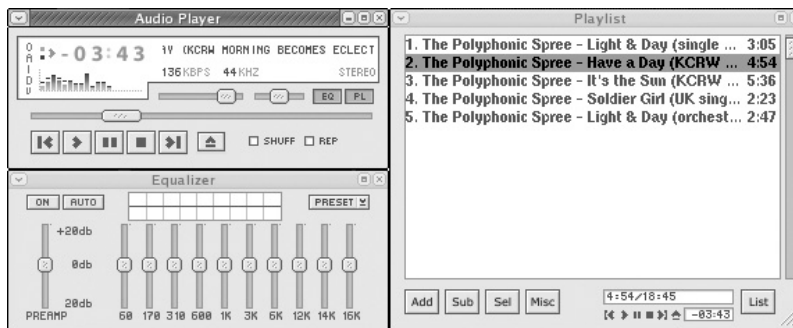 Audio Player
O
A
I
D
V
-03:43
AY (KCRW MORNING BECOMES ECLECT
136 KBPS 44 KHZ STEREO
EQ PL
SHUFF REP
Equalizer
ON AUTO PRESET
+20db
0db
20db
PREAMP 60 170 310 600 1K 3K 6K 12K 14K 16K
Playlist
1. The Polyphonic Spree - Light & Day (single ... 3:05
2. The Polyphonic Spree - Have a Day (KCRW ... 4:54
3. The Polyphonic Spree - It's the Sun (KCRW ... 5:36
4. The Polyphonic Spree - Soldier Girl (UK sing... 2:23
5. The Polyphonic Spree - Light & Day (orchest... 2:47
Add Sub Sel Misc 4:54/18:45 List
-03:43